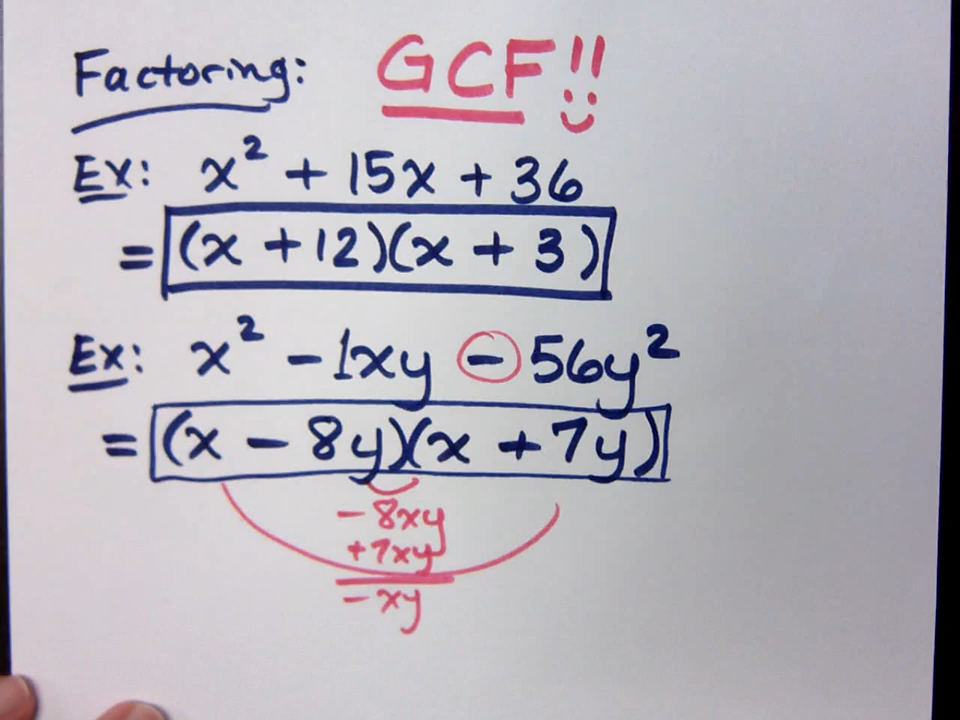 Factoring: GCF!!
Ex: x² + 15x + 36
= (x + 12)(x + 3)
Ex: x² - 1xy - 56y²
= (x - 8y)(x + 7y)
- 8xy
+ 7xy
- xy